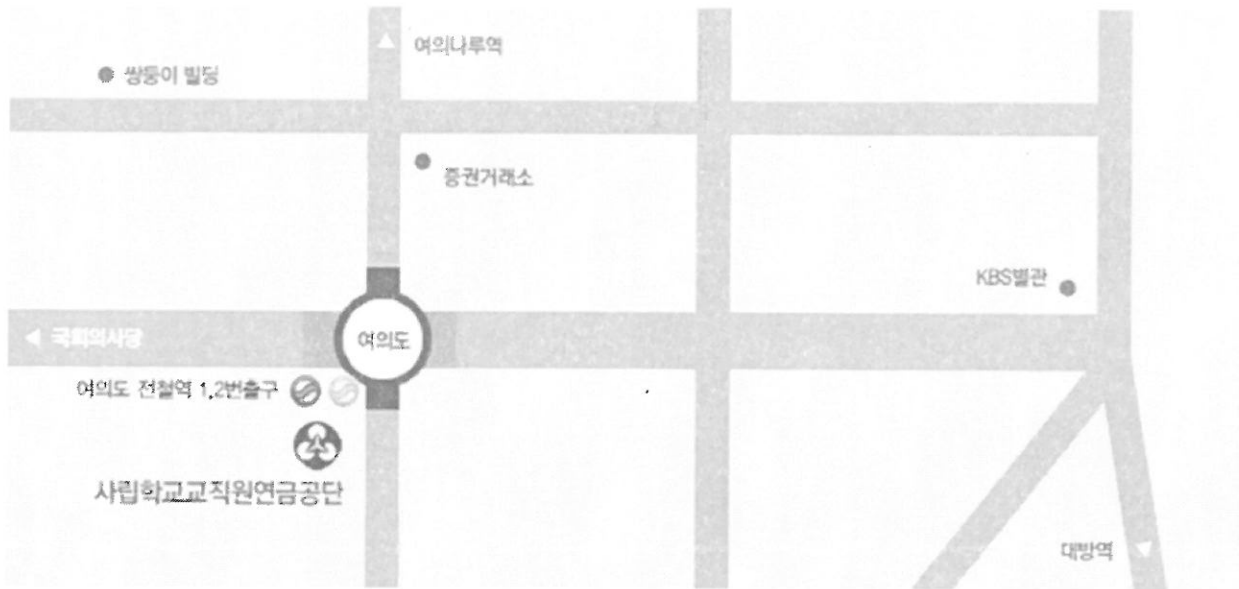 여의나루역
쌍둥이 빌딩
증권거래소
KBS별관
국회의사당
여의도
여의도 전철역 1,2번출구
사립학교교직원연금공단
대방역